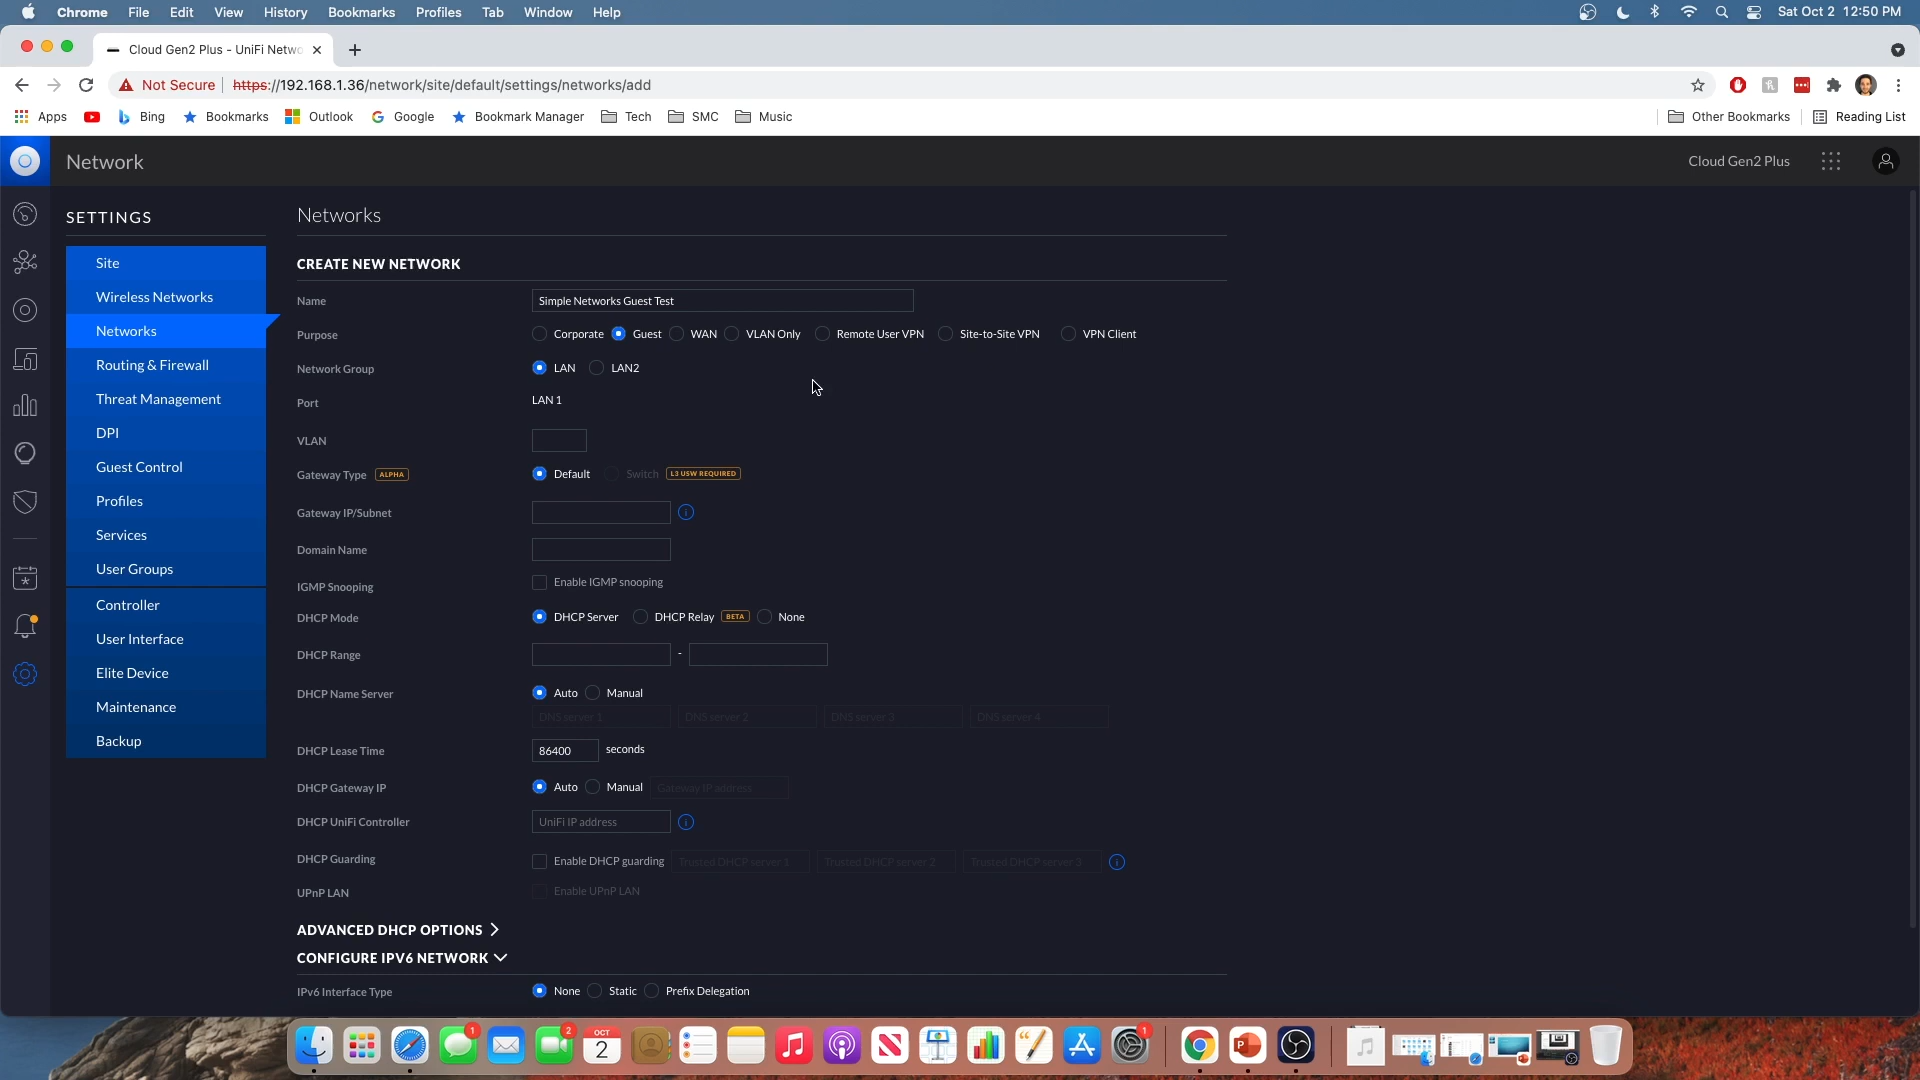 Chrome File Edit View History Bookmarks Profiles Tab Window Help Sat Oct 2 12:50 PM
Cloud Gen2 Plus - UniFi Netwo
Not Secure https://192.168.1.36/network/site/default/settings/networks/add
Apps Bing Bookmarks Outlook Google Bookmark Manager Tech SMC Music Other Bookmarks Reading List
Network Cloud Gen2 Plus
SETTINGS
Site
Wireless Networks
Networks
Routing & Firewall
Threat Management
DPI
Guest Control
Profiles
Services
User Groups
Controller
User Interface
Elite Device
Maintenance
Backup
Networks
CREATE NEW NETWORK
Name Simple Networks Guest Test
Purpose Corporate Guest WAN VLAN Only Remote User VPN Site-to-Site VPN VPN Client
Network Group LAN LAN2
Port LAN 1
VLAN
Gateway Type ALPHA Default Switch L3 USW REQUIRED
Gateway IP/Subnet
Domain Name
IGMP Snooping Enable IGMP snooping
DHCP Mode DHCP Server DHCP Relay BETA None
DHCP Range -
DHCP Name Server Auto Manual
DNS server 1 DNS server 2 DNS server 3 DNS server 4
DHCP Lease Time 86400 seconds
DHCP Gateway IP Auto Manual Gateway IP address
DHCP UniFi Controller UniFi IP address
DHCP Guarding Enable DHCP guarding Trusted DHCP server 1 Trusted DHCP server 2 Trusted DHCP server 3
UPnP LAN Enable UPnP LAN
ADVANCED DHCP OPTIONS
CONFIGURE IPV6 NETWORK
IPv6 Interface Type None Static Prefix Delegation
1 2 OCT 2 1